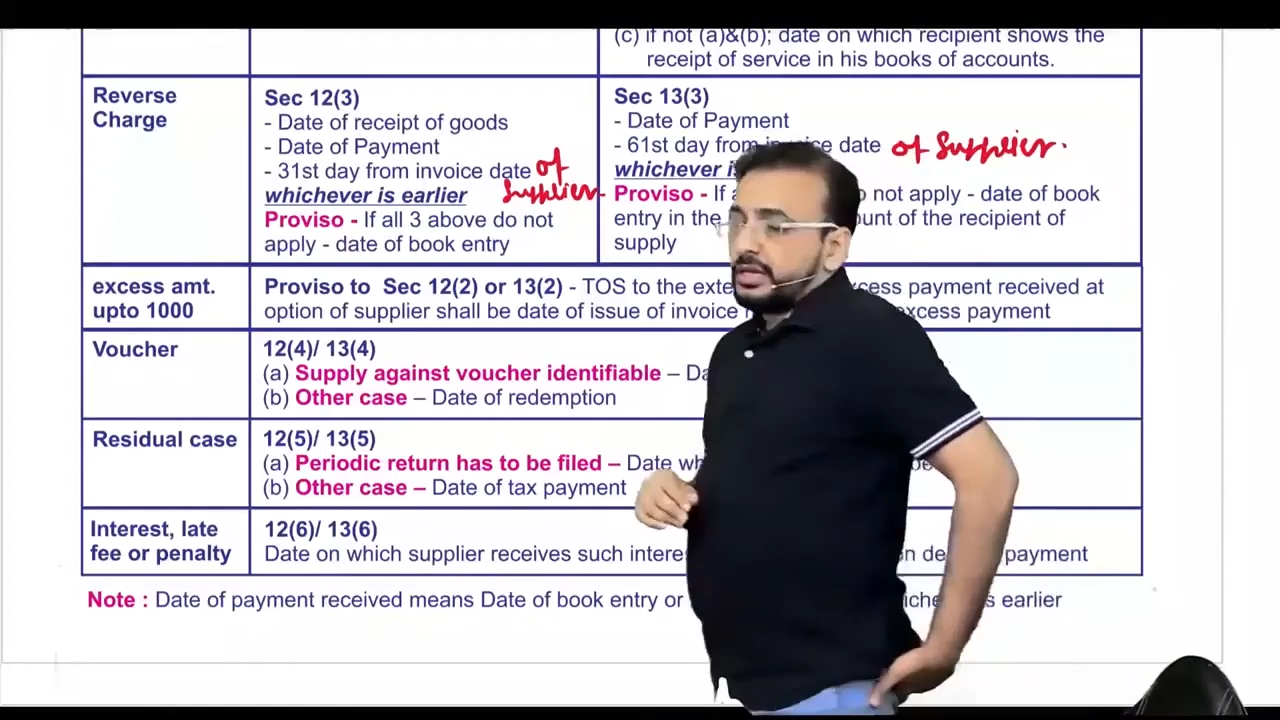 (c) if not (a)&(b); date on which recipient shows the
receipt of service in his books of accounts.
Reverse
Charge
Sec 12(3)
- Date of receipt of goods
- Date of Payment
- 31st day from invoice date of
Supplier
whichever is earlier
Proviso - If all 3 above do not
apply - date of book entry
Sec 13(3)
- Date of Payment
- 61st day from invoice date of Supplier.
whichever
Proviso - If not apply - date of book
entry in the of the recipient of
supply
excess amt.
upto 1000
Proviso to Sec 12(2) or 13(2) - TOS to the payment received at
option of supplier shall be date of issue of invoice excess payment
Voucher
12(4)/ 13(4)
(a) Supply against voucher identifiable –
(b) Other case – Date of redemption
Residual case
12(5)/ 13(5)
(a) Periodic return has to be filed – Date
(b) Other case – Date of tax payment
Interest, late
fee or penalty
12(6)/ 13(6)
Date on which supplier receives such payment
Note : Date of payment received means Date of book entry or earlier